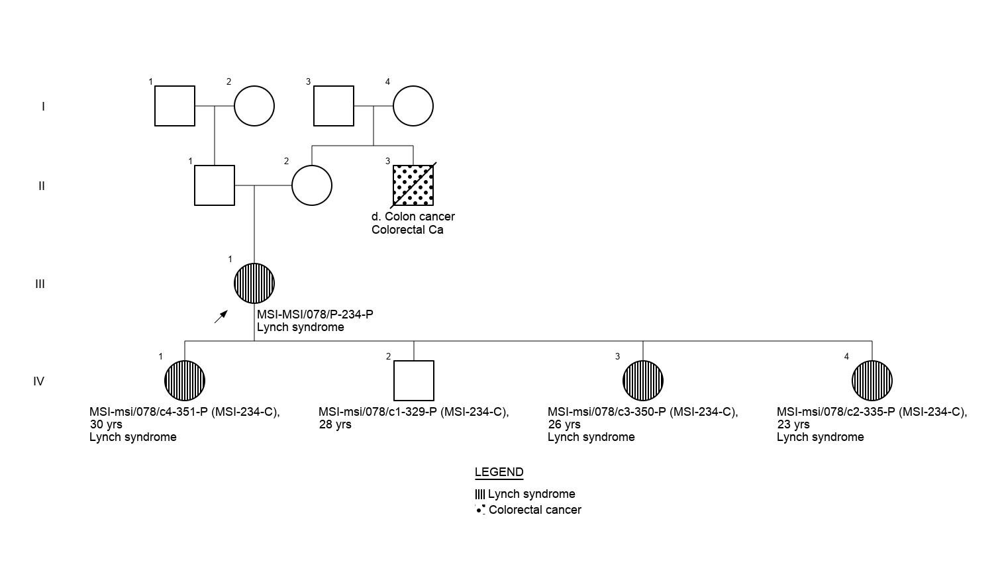 1 2 3 4
I
1 2 3
II
d. Colon cancer
Colorectal Ca
1
III
MSI-MSI/078/P-234-P
Lynch syndrome
1 2 3 4
IV
MSI-msi/078/c4-351-P (MSI-234-C),
30 yrs
Lynch syndrome
MSI-msi/078/c1-329-P (MSI-234-C),
28 yrs
MSI-msi/078/c3-350-P (MSI-234-C),
26 yrs
Lynch syndrome
MSI-msi/078/c2-335-P (MSI-234-C),
23 yrs
Lynch syndrome
LEGEND
Lynch syndrome
Colorectal cancer